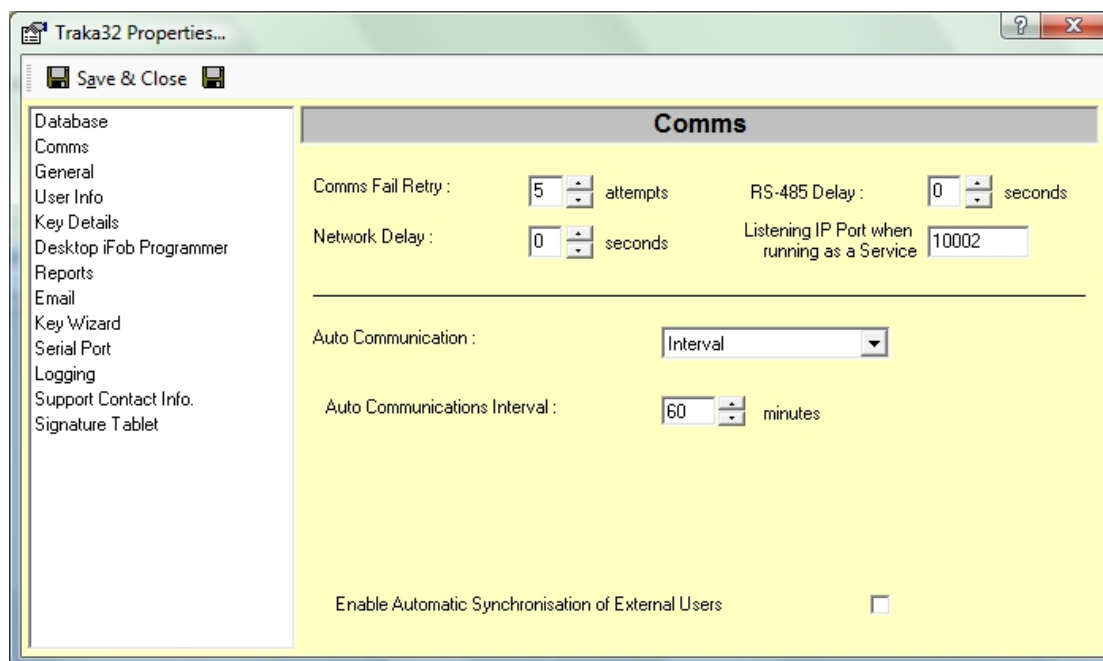 Traka32 Properties...
?
X
Save & Close
Database
Comms
General
User Info
Key Details
Desktop iFob Programmer
Reports
Email
Key Wizard
Serial Port
Logging
Support Contact Info.
Signature Tablet
Comms
Comms Fail Retry : 5 attempts RS-485 Delay : 0 seconds
Network Delay : 0 seconds
Listening IP Port when
running as a Service 10002
Auto Communication : Interval
Auto Communications Interval : 60 minutes
Enable Automatic Synchronisation of External Users